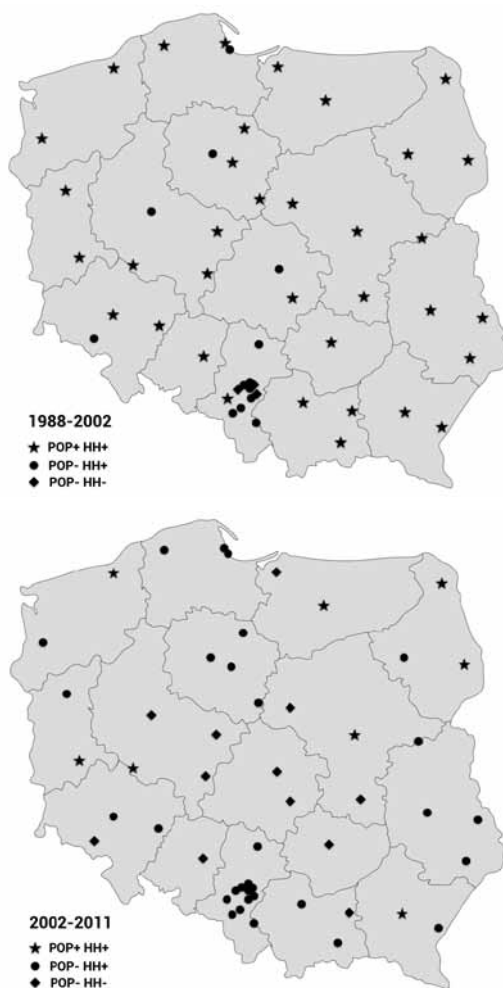 1988-2002
★ POP+ HH+
● POP- HH+
◆ POP- HH-
2002-2011
★ POP+ HH+
● POP- HH+
◆ POP- HH-